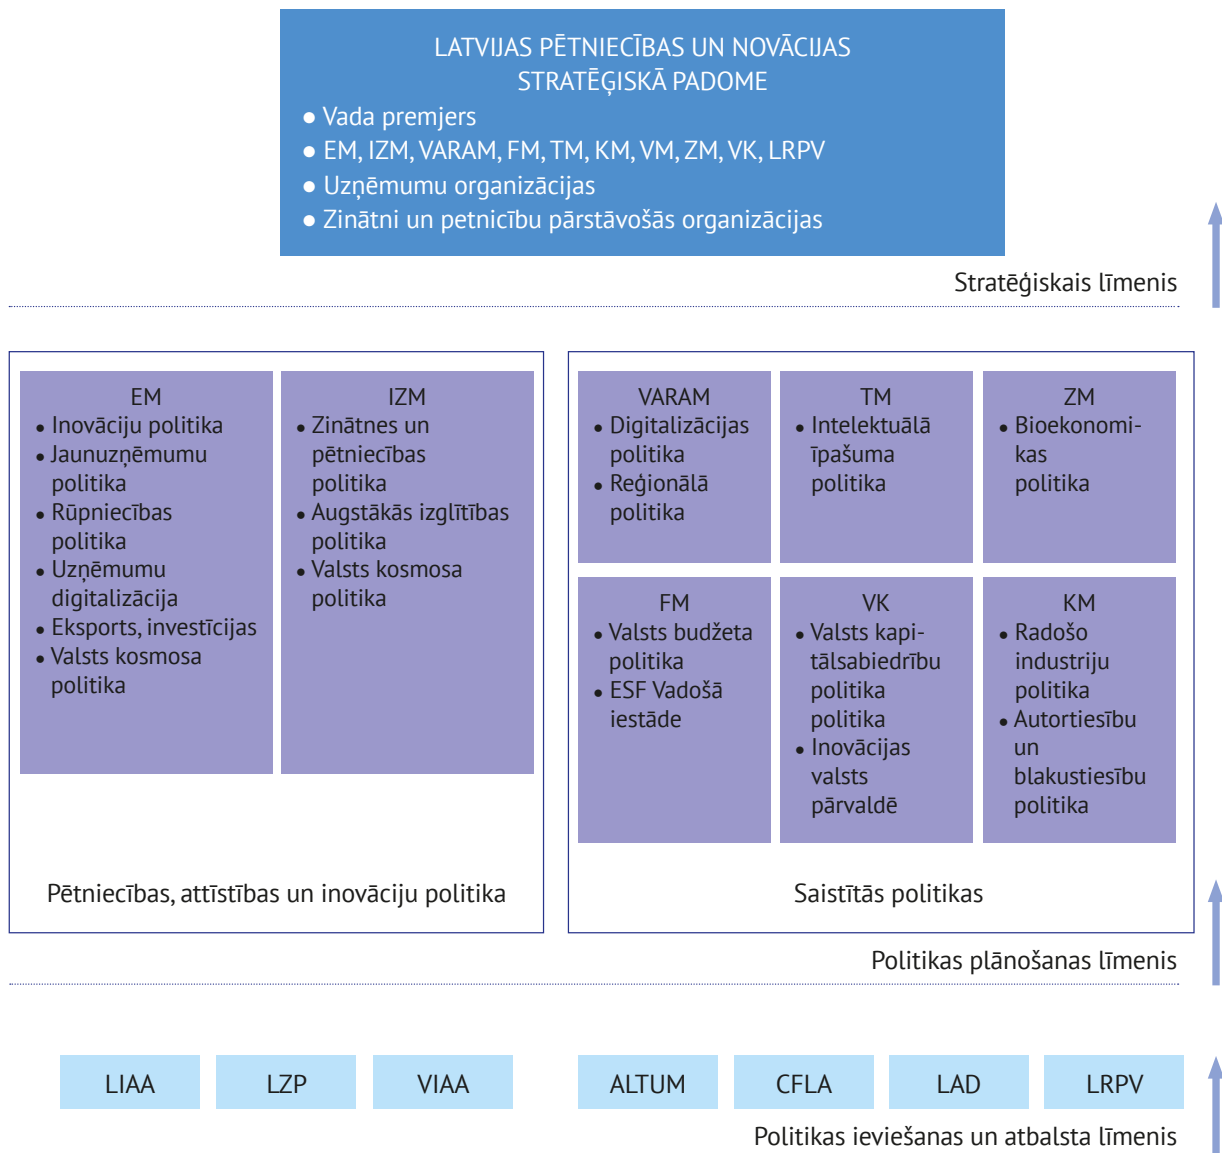 LATVIJAS PĒTNIECĪBAS UN NOVĀCIJAS
STRATĒĢISKĀ PADOME
● Vada premjers
● EM, IZM, VARAM, FM, TM, KM, VM, ZM, VK, LRPV
● Uzņēmumu organizācijas
● Zinātni un petnicību pārstāvošās organizācijas
Stratēģiskais līmenis
EM
● Inovāciju politika
● Jaunuzņēmumu
politika
● Rūpniecības
politika
● Uzņēmumu
digitalizācija
● Eksports, investīcijas
● Valsts kosmosa
politika
IZM
● Zinātnes un
pētniecības
politika
● Augstākās izglītības
politika
● Valsts kosmosa
politika
Pētniecības, attīstības un inovāciju politika
VARAM
● Digitalizācijas
politika
● Reģionālā
politika
TM
● Intelektuālā
īpašuma
politika
ZM
● Bioekonomi-
kas
politika
FM
● Valsts budžeta
politika
● ESF Vadošā
iestāde
VK
● Valsts kapi-
tālsabiedrību
politika
politika
● Inovācijas
valsts
pārvaldē
KM
● Radošo
industriju
politika
● Autortiesību
un
blakustiesību
politika
Saistītās politikas
Politikas plānošanas līmenis
LIAA
LZP
VIAA
ALTUM
CFLA
LAD
LRPV
Politikas ieviešanas un atbalsta līmenis